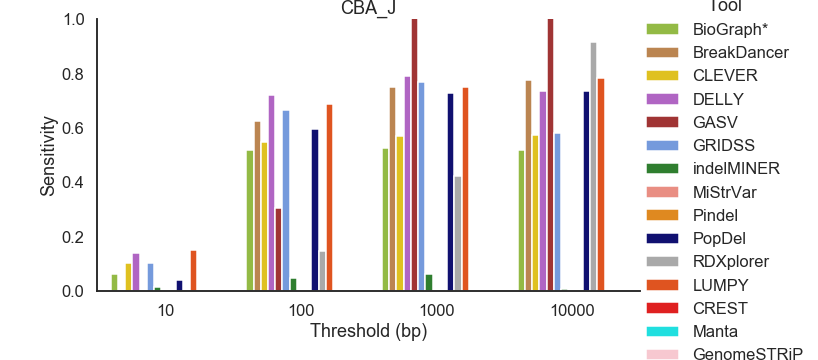 CBA_J
Tool
1.0
0.8
0.6
0.4
0.2
0.0
Sensitivity
10
100
1000
10000
Threshold (bp)
BioGraph*
BreakDancer
CLEVER
DELLY
GASV
GRIDSS
indelMINER
MiStrVar
Pindel
PopDel
RDXplorer
LUMPY
CREST
Manta
GenomeSTRiP